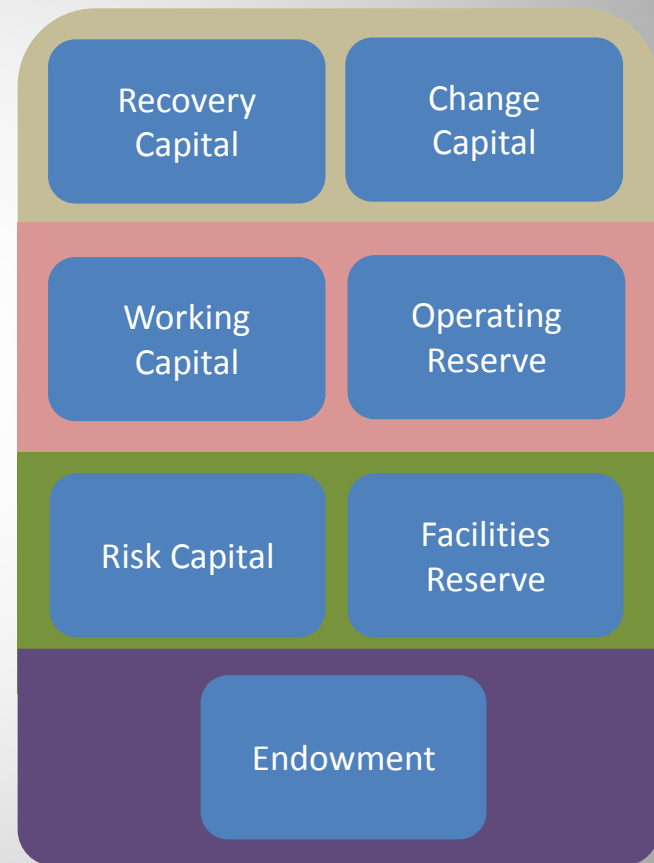 Recovery
Capital
Change
Capital
Working
Capital
Operating
Reserve
Risk Capital
Facilities
Reserve
Endowment